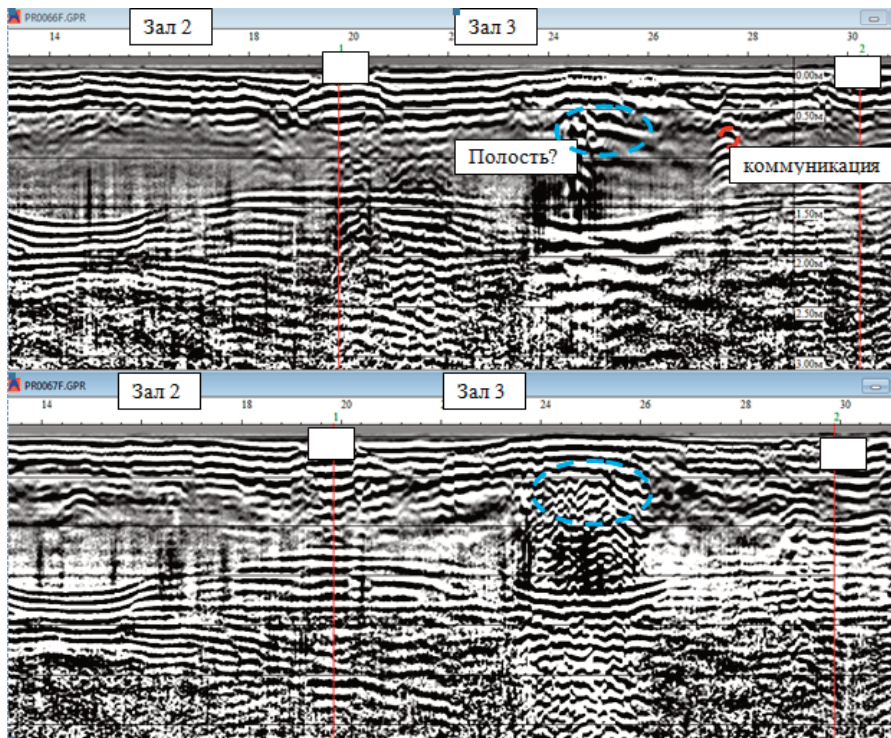 PR0066F.GPR
Зал 2
Зал 3
14
18
20
22
24
26
28
30
1
2
0.00м
0.50м
Полость?
коммуникация
1.50м
2.00м
2.50м
3.00м
PR0067F.GPR
Зал 2
Зал 3
14
18
20
24
26
28
30
1
2